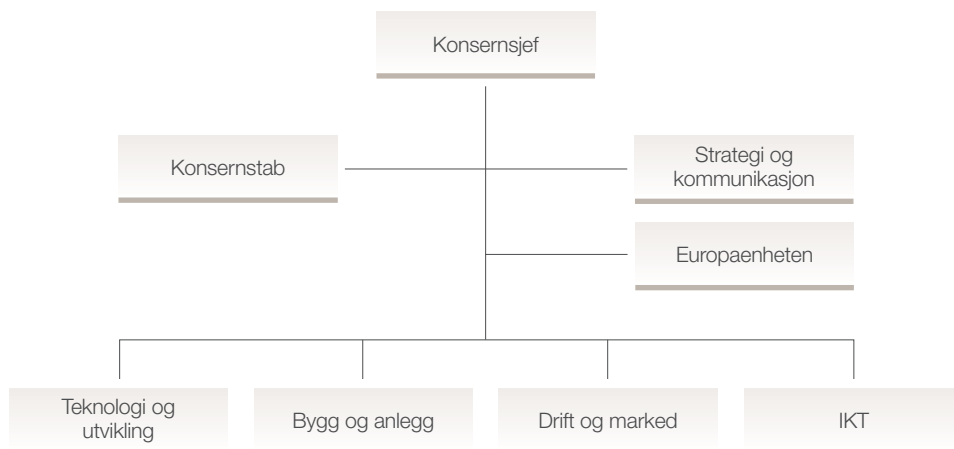 Konsernsjef
Konsernstab
Strategi og
kommunikasjon
Europaenheten
Teknologi og
utvikling
Bygg og anlegg
Drift og marked
IKT